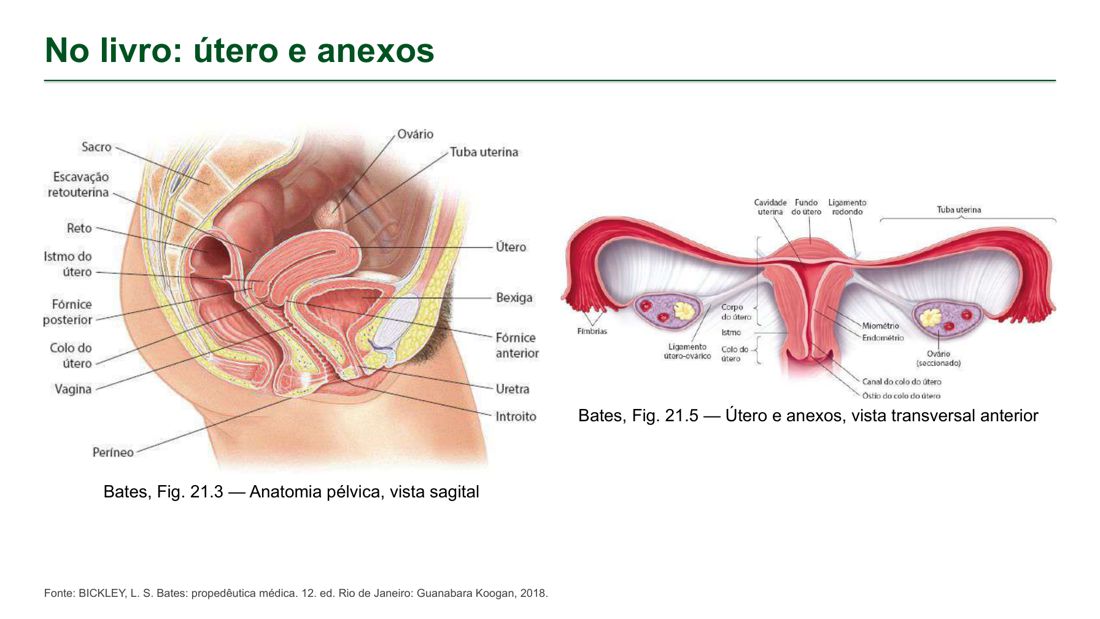 No livro: útero e anexos
Ovário
Tuba uterina
Sacro
Escavação
retouterina
Reto
Istmo do
útero
Fórnice
posterior
Colo do
útero
Vagina
Períneo
Útero
Bexiga
Fórnice
anterior
Uretra
Introito
Bates, Fig. 21.3 — Anatomia pélvica, vista sagital
Cavidade
uterina
Fundo
do útero
Ligamento
redondo
Tuba uterina
Fímbrias
Ligamento
útero-ovárico
Corpo
do útero
Istmo
Colo do
útero
Miométrio
Endométrio
Ovário
(seccionado)
Canal do colo do útero
Óstio do colo do útero
Bates, Fig. 21.5 — Útero e anexos, vista transversal anterior
Fonte: BICKLEY, L. S. Bates: propedêutica médica. 12. ed. Rio de Janeiro: Guanabara Koogan, 2018.